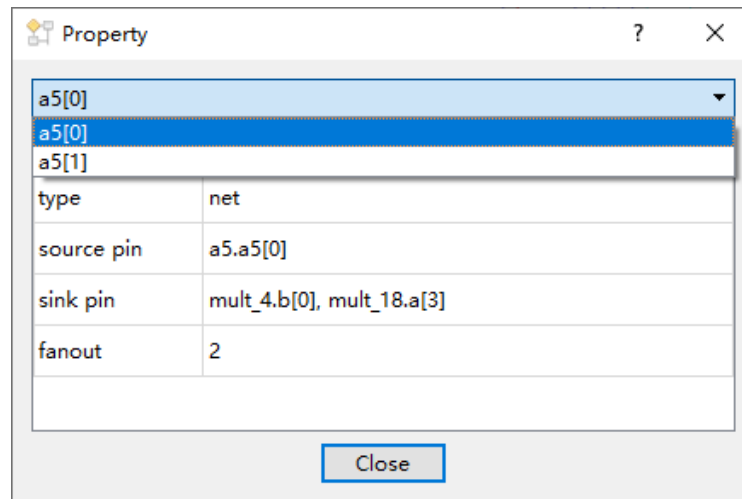 Property
?
a5[0]
a5[0]
a5[1]
type net
source pin a5.a5[0]
sink pin mult_4.b[0], mult_18.a[3]
fanout 2
Close